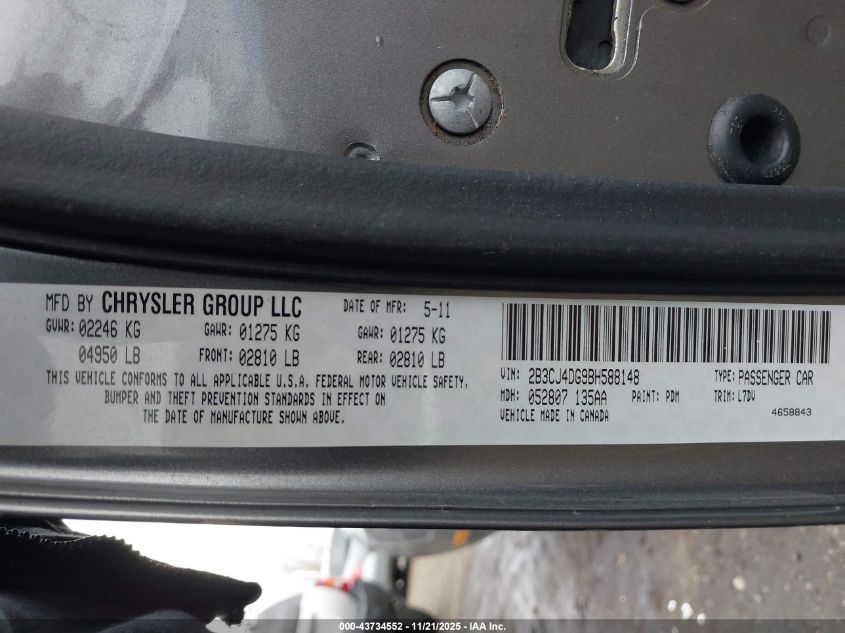 MFD BY CHRYSLER GROUP LLC DATE OF MFR: 5-11
GVWR: 02246 KG GAWR: 01275 KG GAWR: 01275 KG
04950 LB FRONT: 02810 LB REAR: 02810 LB
THIS VEHICLE CONFORMS TO ALL APPLICABLE U.S.A. FEDERAL MOTOR VEHICLE SAFETY,
BUMPER AND THEFT PREVENTION STANDARDS IN EFFECT ON
THE DATE OF MANUFACTURE SHOWN ABOVE.
VIN: 2B3CJ4DG9BH588148 TYPE: PASSENGER CAR
MDH: 052807 135AA PAINT: PDM TRIM: L7DV
VEHICLE MADE IN CANADA 4658843
000-43734552 - 11/21/2025 - IAA Inc.